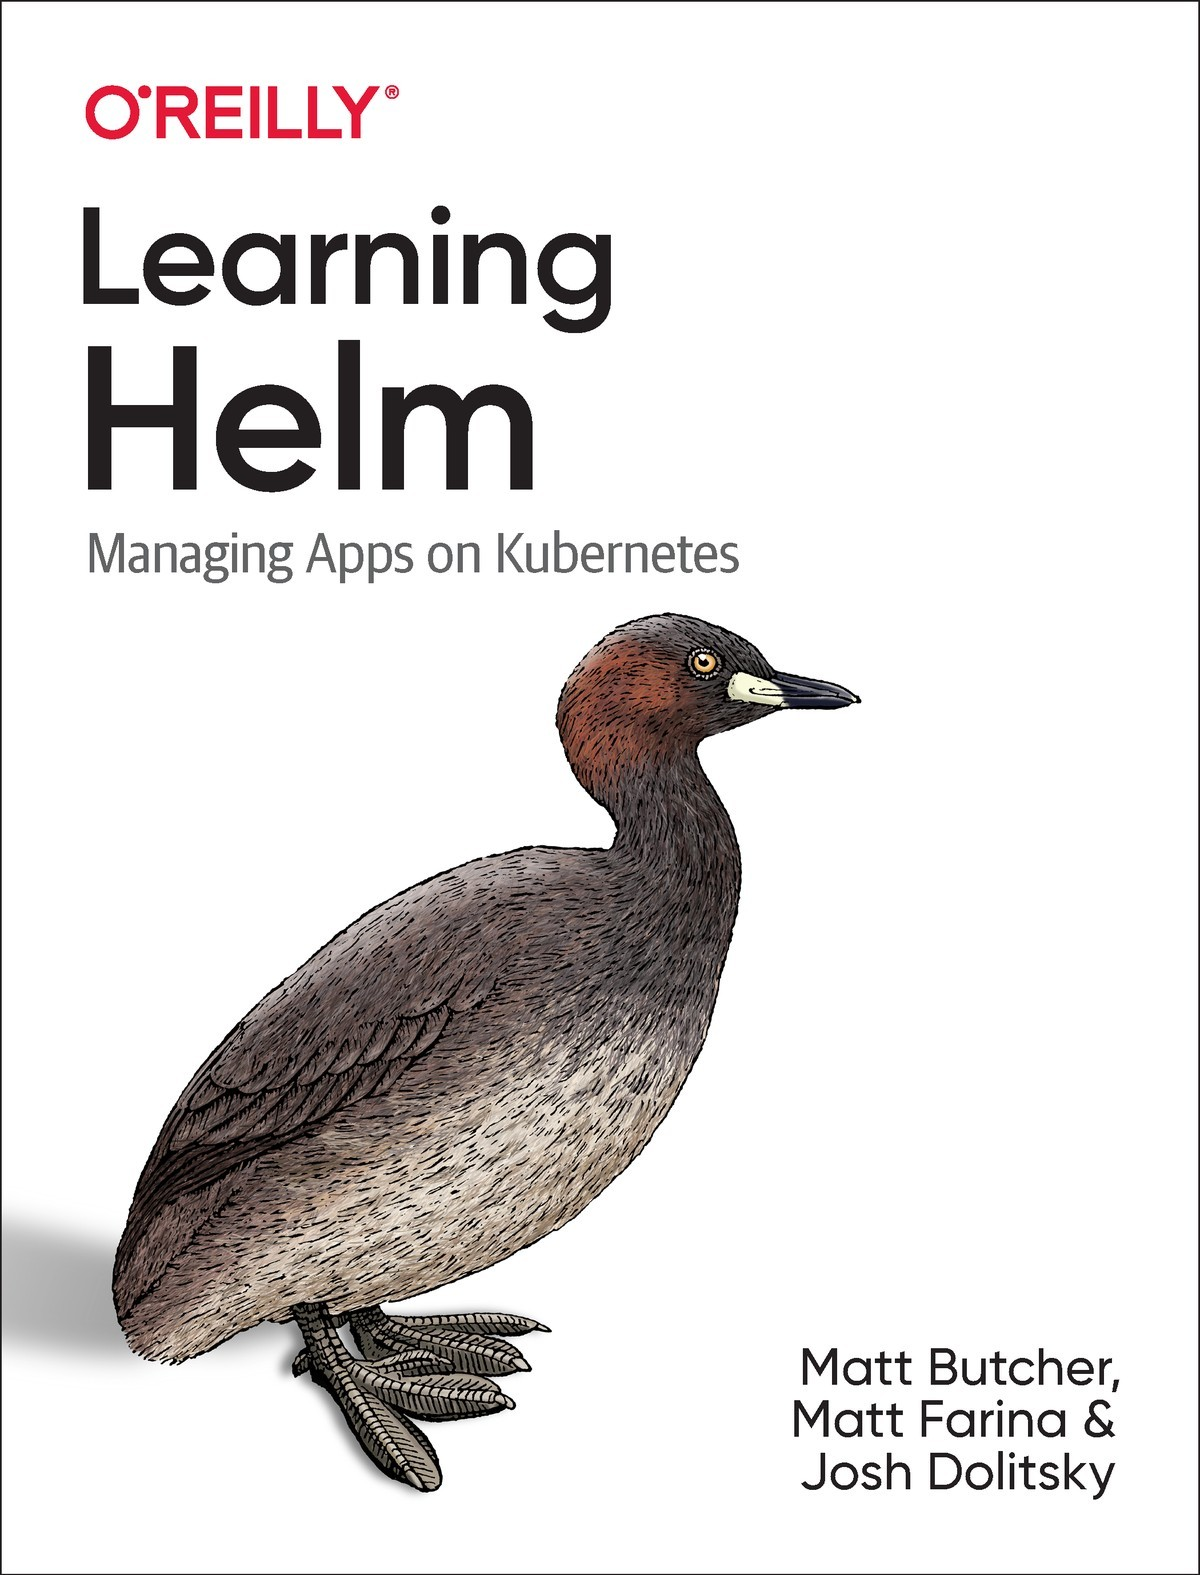 O'REILLY®
Learning
Helm
Managing Apps on Kubernetes
Matt Butcher,
Matt Farina &
Josh Dolitsky